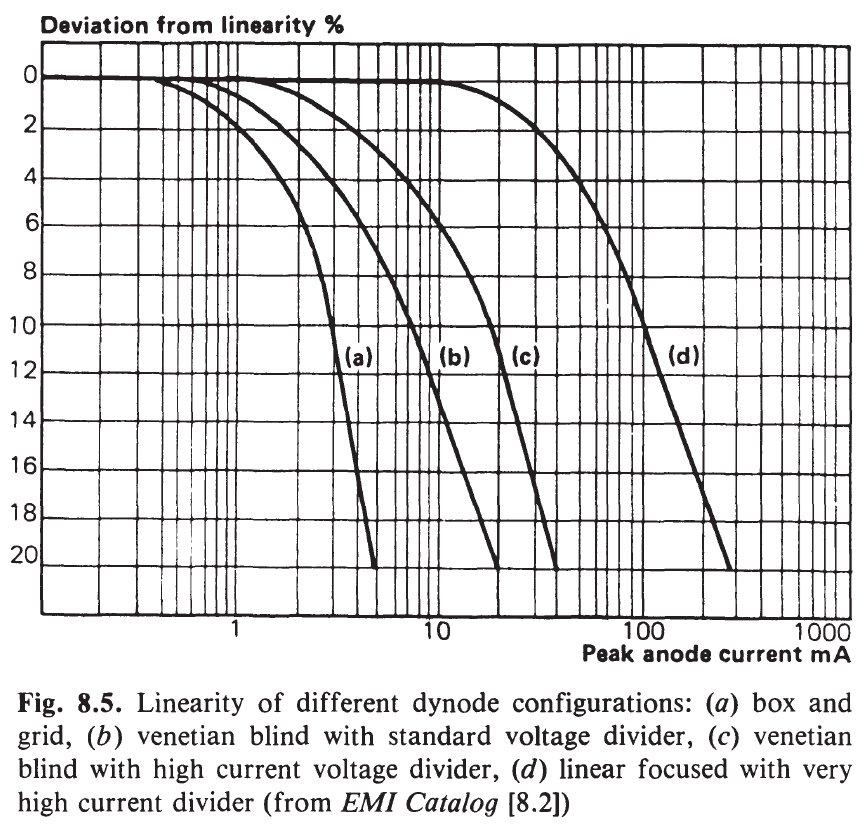 Deviation from linearity %
0
2
4
6
8
10
12
14
16
18
20
(a)
(b)
(c)
(d)
1
10
100
1000
Peak anode current mA
Fig. 8.5. Linearity of different dynode configurations: (a) box and
grid, (b) venetian blind with standard voltage divider, (c) venetian
blind with high current voltage divider, (d) linear focused with very
high current divider (from EMI Catalog [8.2])